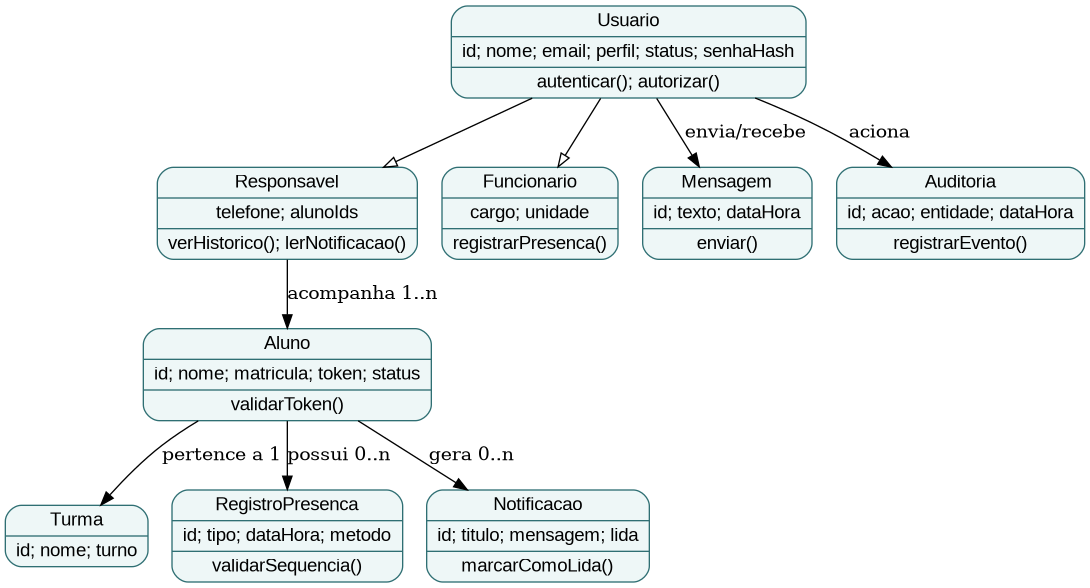 Usuario
id; nome; email; perfil; status; senhaHash
autenticar(); autorizar()
envia/recebe
aciona
Responsavel
telefone; alunoIds
verHistorico(); lerNotificacao()
Funcionario
cargo; unidade
registrarPresenca()
Mensagem
id; texto; dataHora
enviar()
Auditoria
id; acao; entidade; dataHora
registrarEvento()
acompanha 1..n
Aluno
id; nome; matricula; token; status
validarToken()
pertence a 1
possui 0..n
gera 0..n
Turma
id; nome; turno
RegistroPresenca
id; tipo; dataHora; metodo
validarSequencia()
Notificacao
id; titulo; mensagem; lida
marcarComoLida()